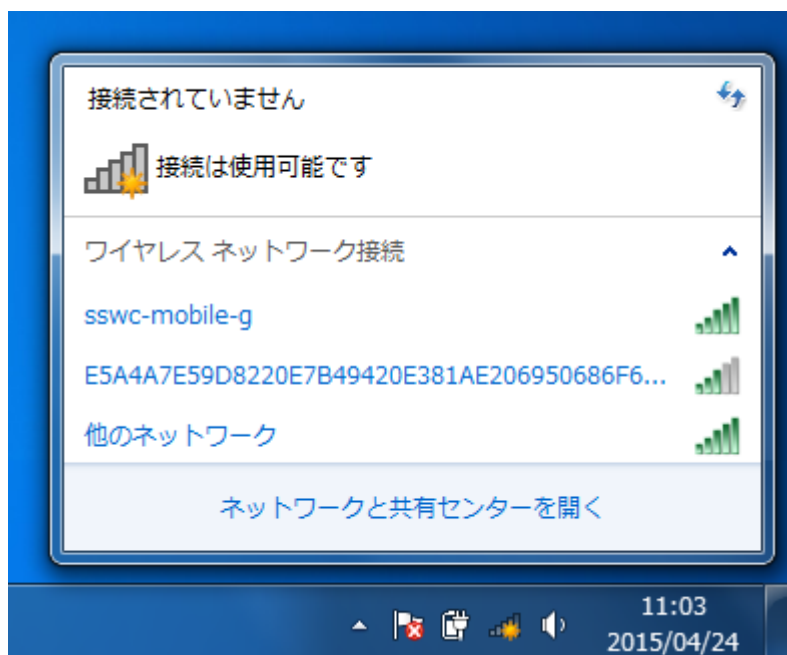 接続されていません
接続は使用可能です
ワイヤレス ネットワーク接続
sswc-mobile-g
E5A4A7E59D8220E7B49420E381AE206950686F6...
他のネットワーク
ネットワークと共有センターを開く
11:03
2015/04/24